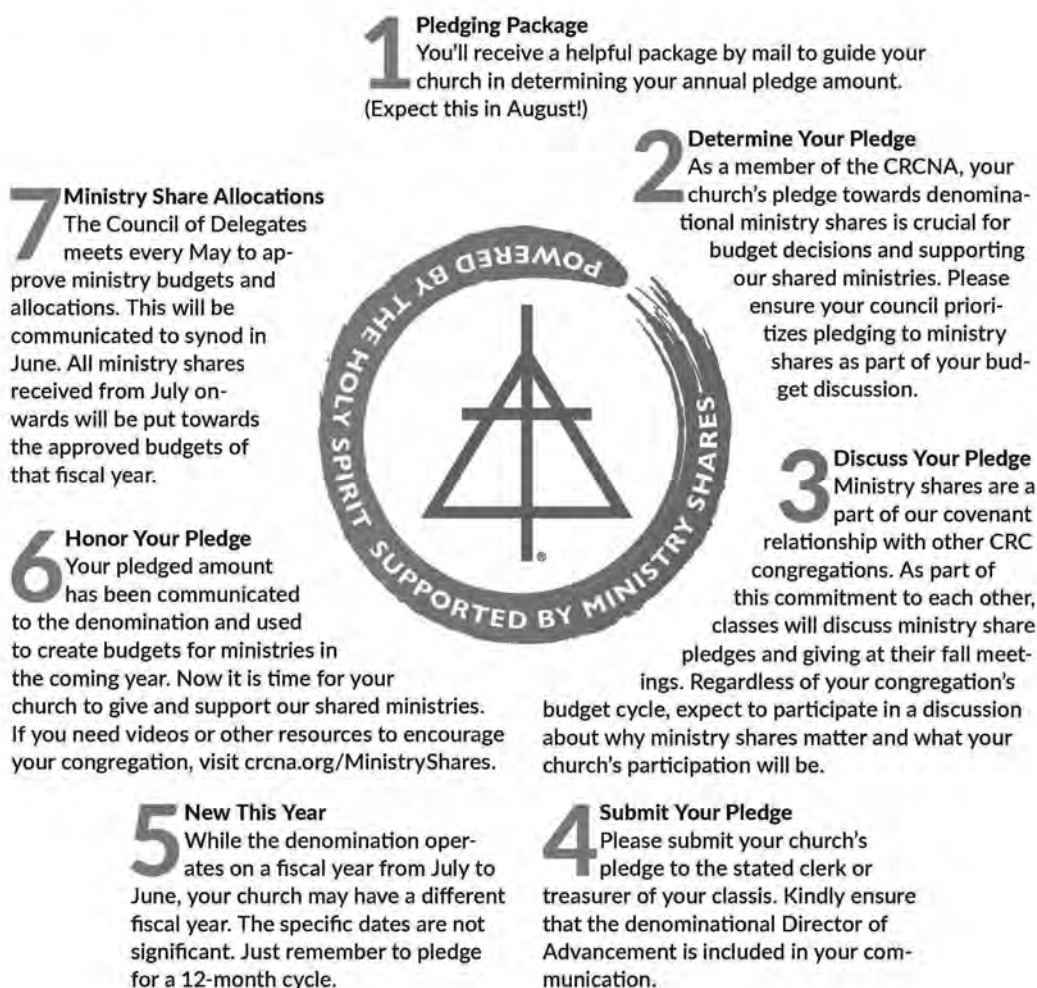 1 Pledging Package
You'll receive a helpful package by mail to guide your
church in determining your annual pledge amount.
(Expect this in August!)
2 Determine Your Pledge
As a member of the CRCNA, your
church's pledge towards denomina-
tional ministry shares is crucial for
budget decisions and supporting
our shared ministries. Please
ensure your council priori-
tizes pledging to ministry
shares as part of your bud-
get discussion.
3 Discuss Your Pledge
Ministry shares are a
part of our covenant
relationship with other CRC
congregations. As part of
this commitment to each other,
classes will discuss ministry share
pledges and giving at their fall meet-
ings. Regardless of your congregation's
budget cycle, expect to participate in a discussion
about why ministry shares matter and what your
church's participation will be.
4 Submit Your Pledge
Please submit your church's
pledge to the stated clerk or
treasurer of your classis. Kindly ensure
that the denominational Director of
Advancement is included in your com-
munication.
5 New This Year
While the denomination oper-
ates on a fiscal year from July to
June, your church may have a different
fiscal year. The specific dates are not
significant. Just remember to pledge
for a 12-month cycle.
6 Honor Your Pledge
Your pledged amount
has been communicated
to the denomination and used
to create budgets for ministries in
the coming year. Now it is time for your
church to give and support our shared ministries.
If you need videos or other resources to encourage
your congregation, visit crcna.org/MinistryShares.
7 Ministry Share Allocations
The Council of Delegates
meets every May to ap-
prove ministry budgets and
allocations. This will be
communicated to synod in
June. All ministry shares
received from July on-
wards will be put towards
the approved budgets of
that fiscal year.
POWERED BY THE HOLY SPIRIT
SUPPORTED BY MINISTRY SHARES
®